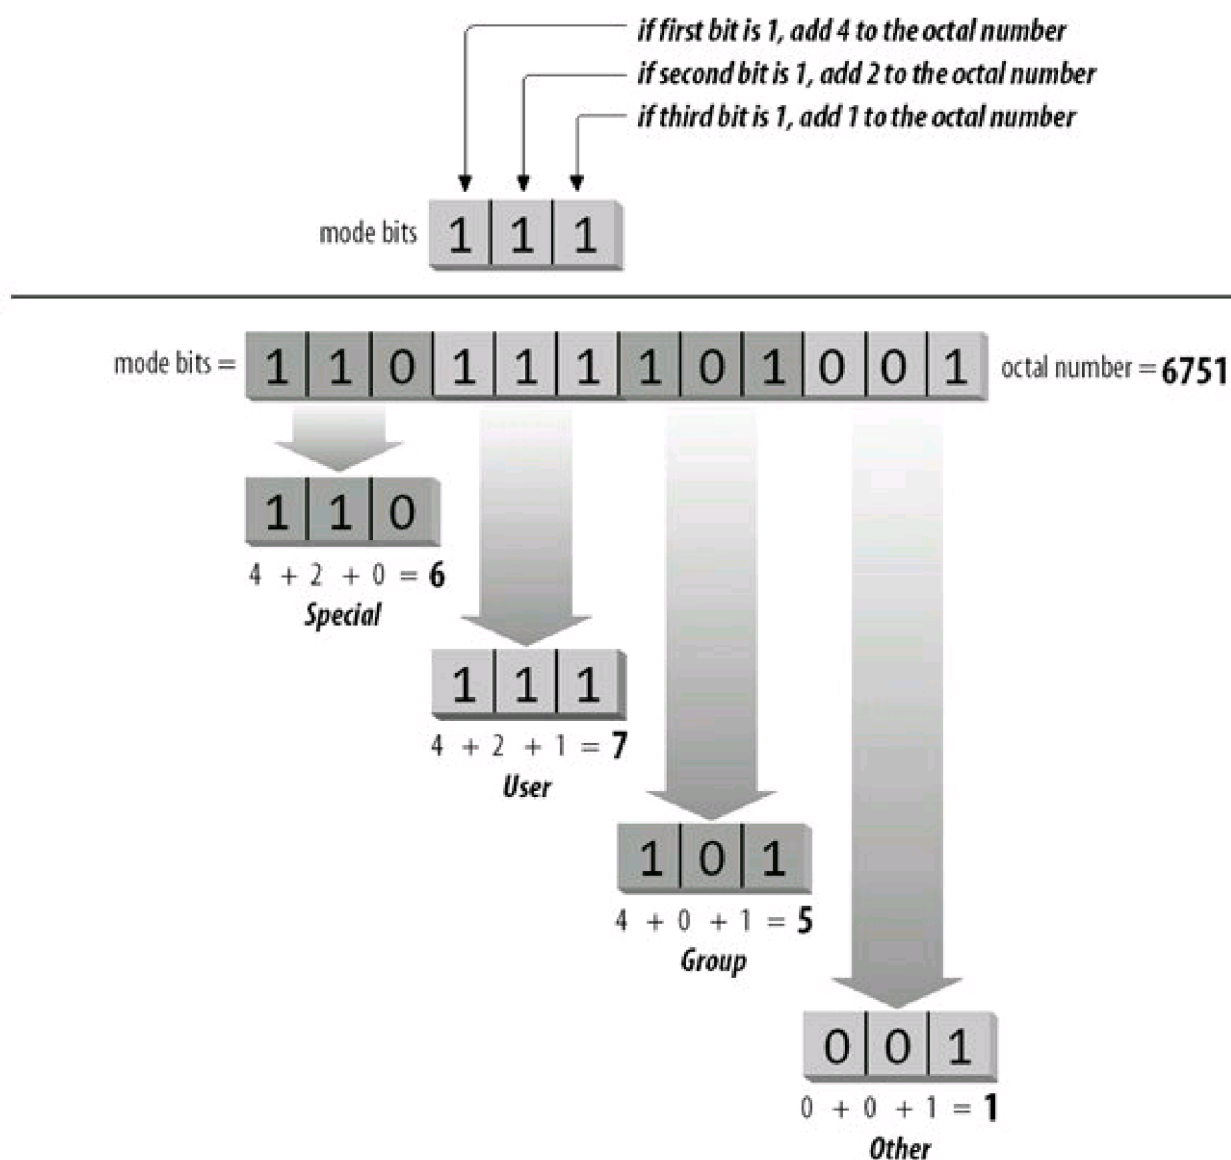 if first bit is 1, add 4 to the octal number
if second bit is 1, add 2 to the octal number
if third bit is 1, add 1 to the octal number
mode bits 1 1 1
mode bits = 1 1 0 1 1 1 1 0 1 0 0 1 octal number = 6751
1 1 0
4 + 2 + 0 = 6
Special
1 1 1
4 + 2 + 1 = 7
User
1 0 1
4 + 0 + 1 = 5
Group
0 0 1
0 + 0 + 1 = 1
Other